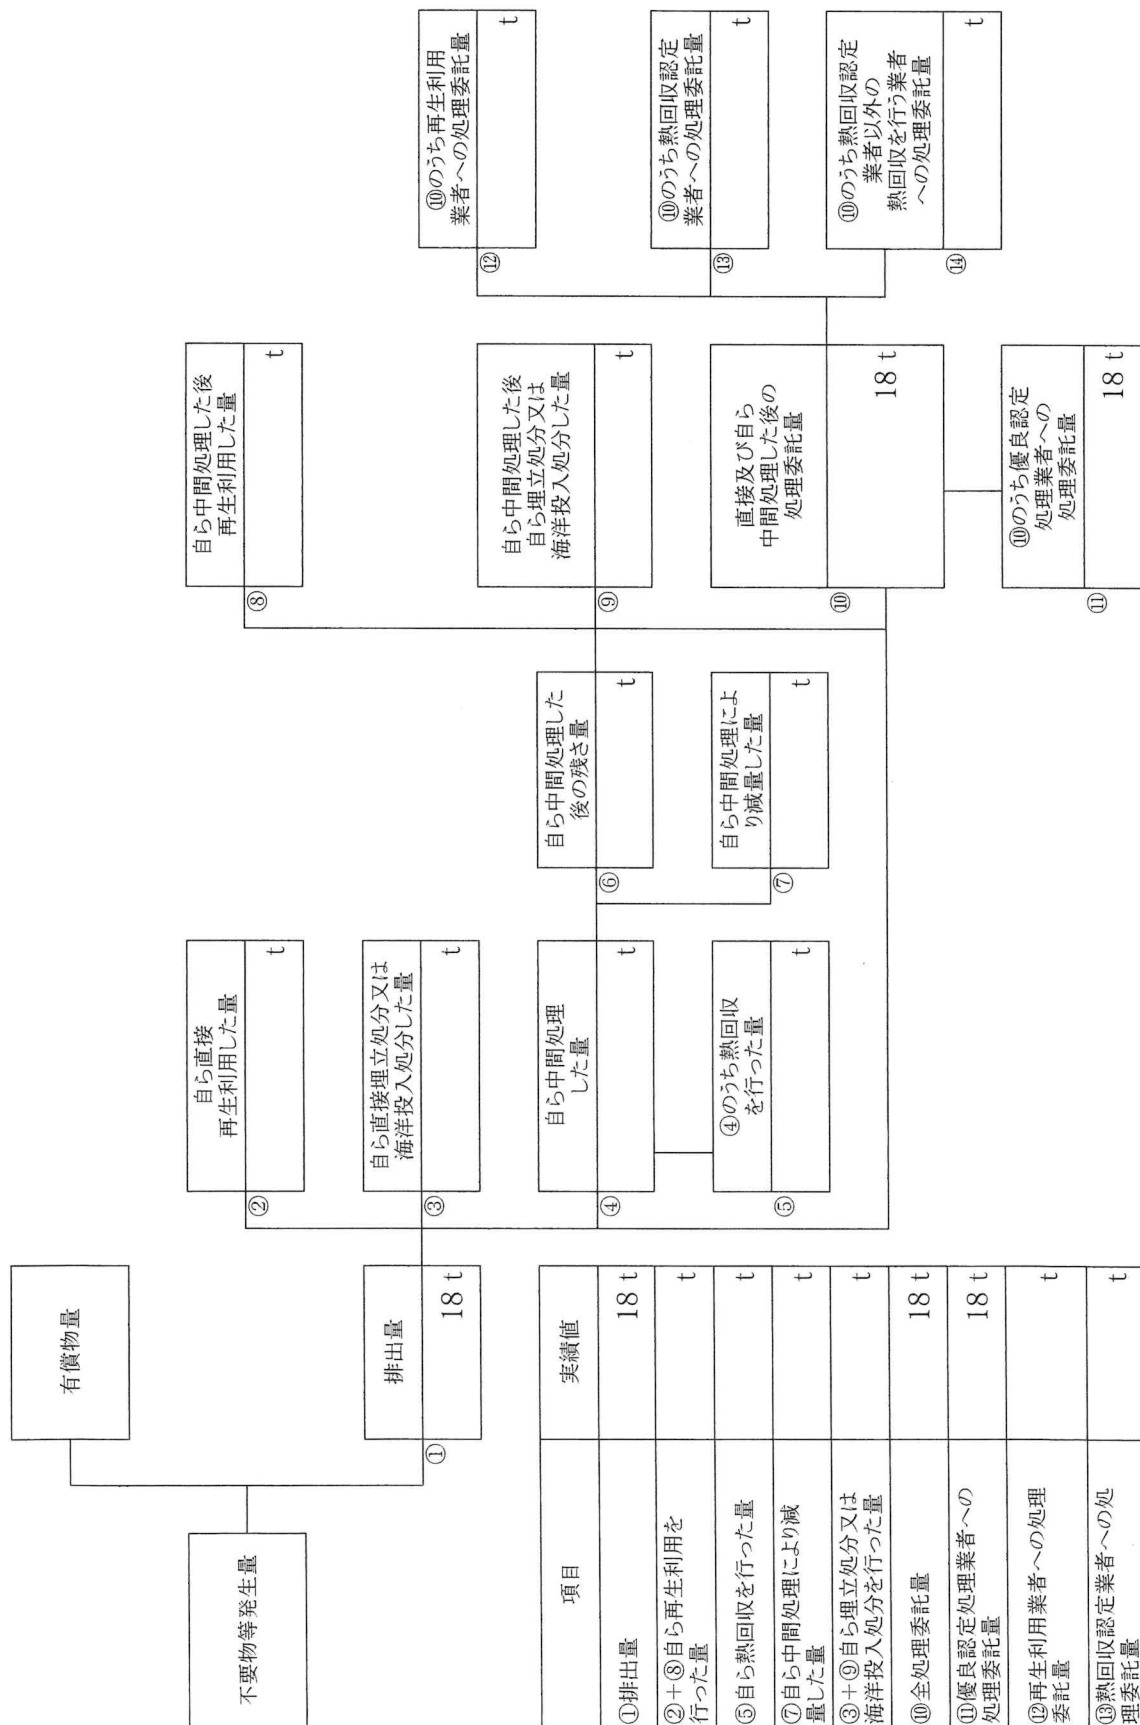 不要物等発生量
有償物量
①
排出量
18 t
②
自ら直接
再生利用した量
t
③
自ら直接埋立処分又は
海洋投入処分した量
t
④
自ら中間処理
した量
t
⑤
④のうち熱回収
を行った量
t
⑥
自ら中間処理した
後の残さ量
t
⑦
自ら中間処理によ
り減量した量
t
⑧
自ら中間処理した後
再生利用した量
t
⑨
自ら中間処理した後
自ら埋立処分又は
海洋投入処分した量
t
⑩
直接及び自ら
中間処理した後の
処理委託量
18 t
⑪
⑩のうち優良認定
処理業者への
処理委託量
18 t
⑫
⑩のうち再生利用
業者への処理委託量
t
⑬
⑩のうち熱回収認定
業者への処理委託量
t
⑭
⑩のうち熱回収認定
業者以外の
熱回収を行う業者
への処理委託量
t
項目 実績値
①排出量 18 t
②+⑧自ら再生利用を
行った量 t
⑤自ら熱回収を行った量 t
⑦自ら中間処理により減
量した量 t
③+⑨自ら埋立処分又は
海洋投入処分を行った量 t
⑩全処理委託量 18 t
⑪優良認定処理業者への
処理委託量 18 t
⑫再生利用業者への処理
委託量 t
⑬熱回収認定業者への処
理委託量 t